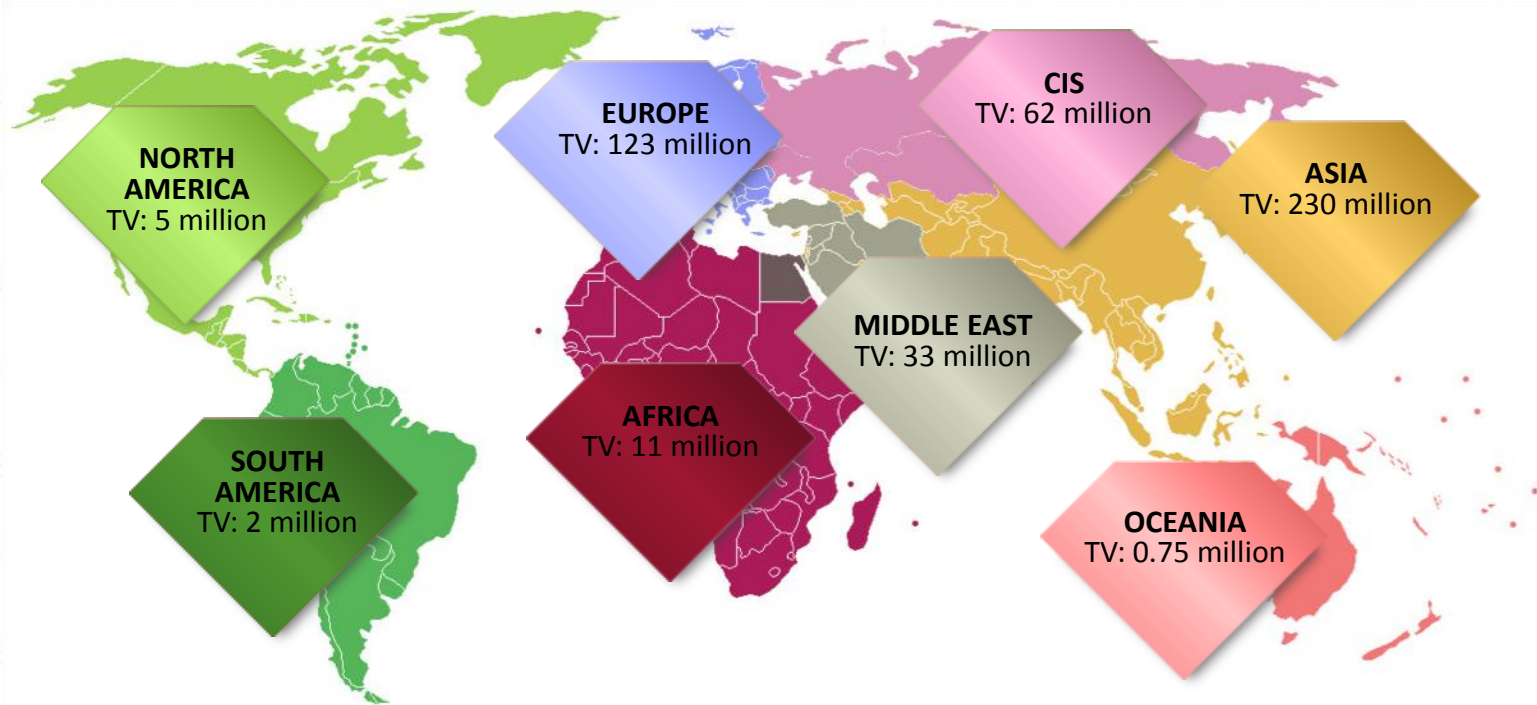 NORTH
AMERICA
TV: 5 million
EUROPE
TV: 123 million
CIS
TV: 62 million
ASIA
TV: 230 million
MIDDLE EAST
TV: 33 million
AFRICA
TV: 11 million
SOUTH
AMERICA
TV: 2 million
OCEANIA
TV: 0.75 million